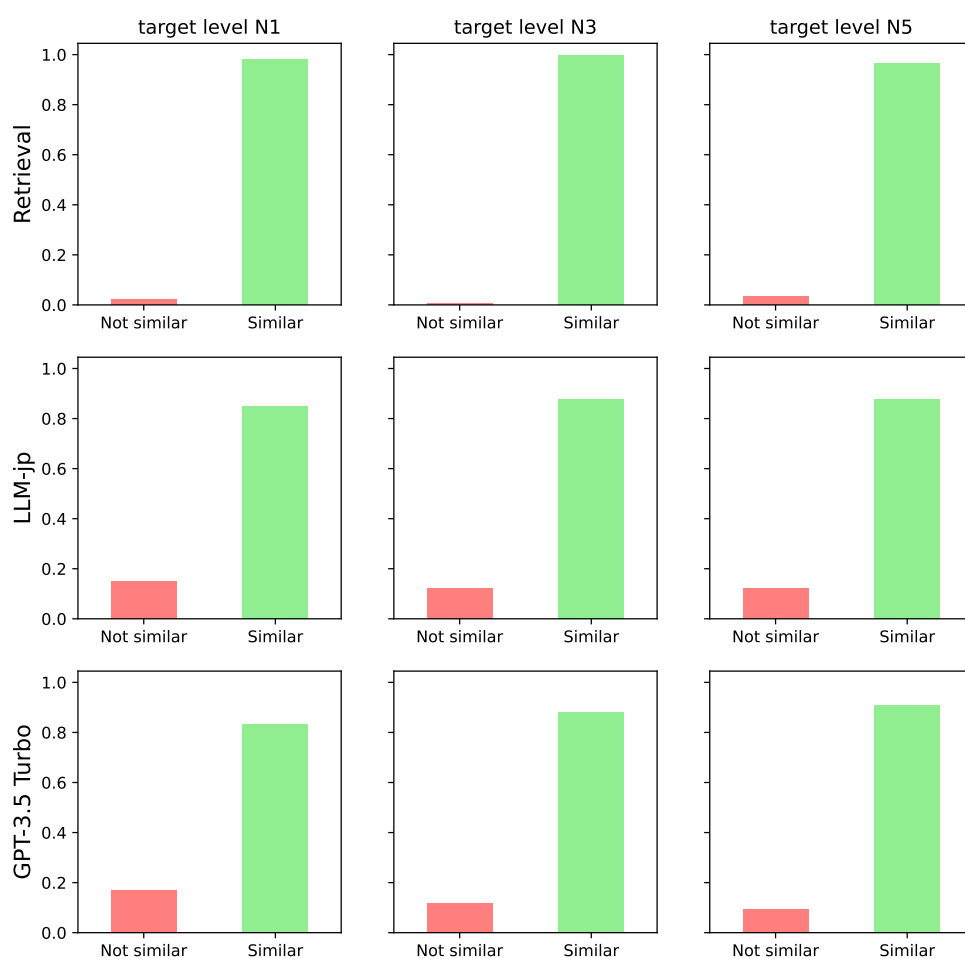 target level N1
target level N3
target level N5
Retrieval
1.0
0.8
0.6
0.4
0.2
0.0
Not similar Similar
Not similar Similar
Not similar Similar
LLM-jp
1.0
0.8
0.6
0.4
0.2
0.0
Not similar Similar
Not similar Similar
Not similar Similar
GPT-3.5 Turbo
1.0
0.8
0.6
0.4
0.2
0.0
Not similar Similar
Not similar Similar
Not similar Similar